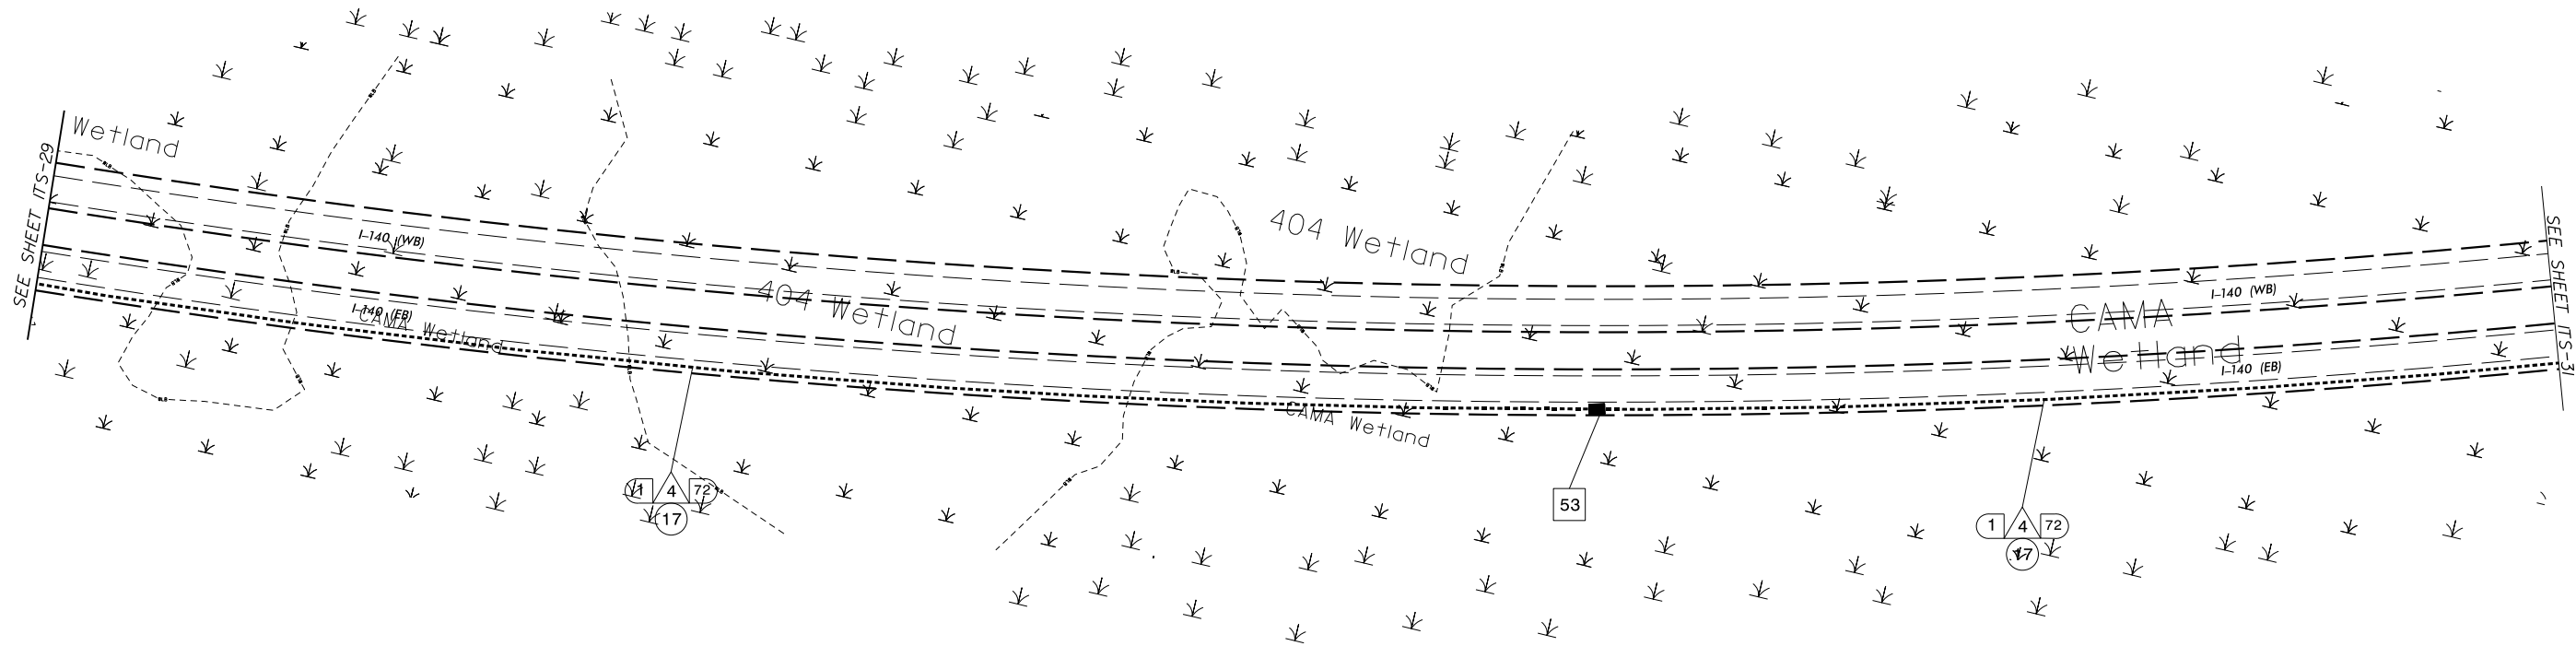 SEE SHEET ITS-29
Wetland
I-140 (WB)
I-140 (EB)
CAMA Wetland
404 Wetland
404 Wetland
CAMA Wetland
CAMA
Wetland
I-140 (WB)
I-140 (EB)
SEE SHEET ITS-3
1 4 72
17
53
1 4 72
17